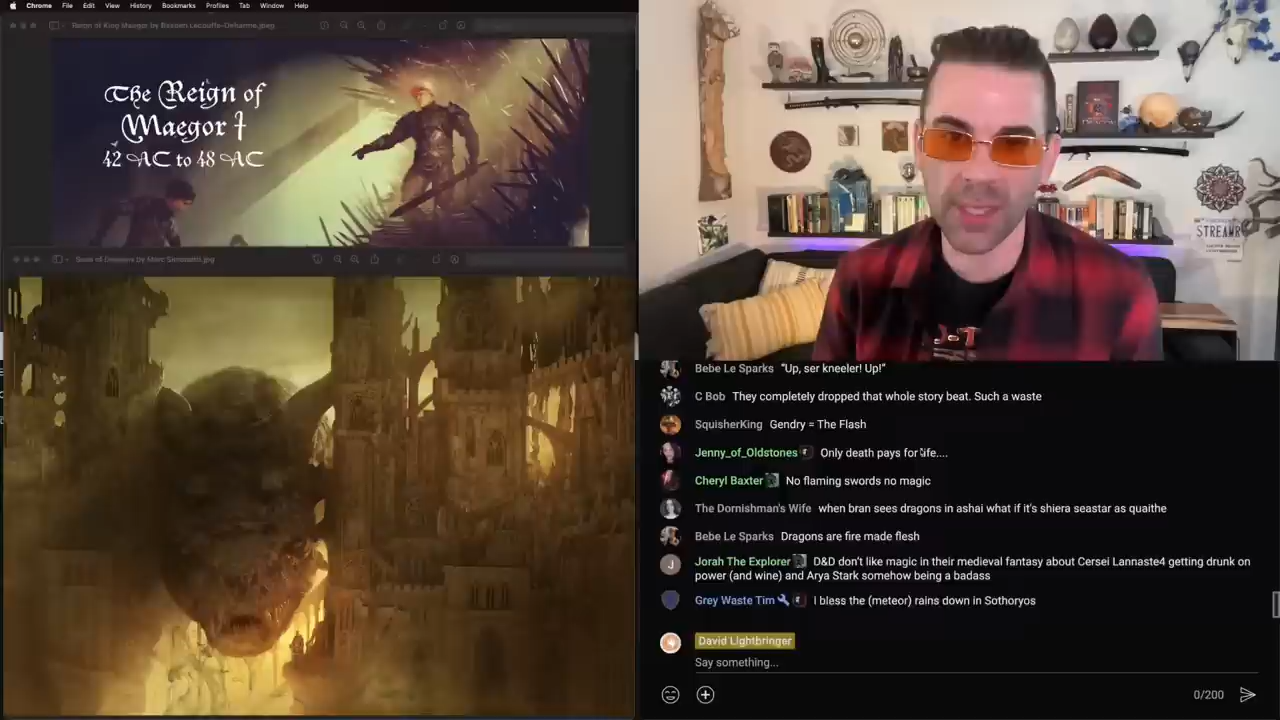 Chrome File Edit View History Bookmarks Profiles Tab Window Help
The Reign of
Maegor I
42 AC to 48 AC
STREAMR
Bebe Le Sparks "Up, ser kneeler! Up!"
C Bob They completely dropped that whole story beat. Such a waste
SquisherKing Gendry = The Flash
Jenny_of_Oldstones Only death pays for life....
Cheryl Baxter No flaming swords no magic
The Dornishman's Wife when bran sees dragons in ashai what if it's shiera seastar as quaithe
Bebe Le Sparks Dragons are fire made flesh
Jorah The Explorer D&D don't like magic in their medieval fantasy about Cersei Lannaste4 getting drunk on
power (and wine) and Arya Stark somehow being a badass
Grey Waste Tim I bless the (meteor) rains down in Sothoryos
David Lightbringer
Say something...
0/200